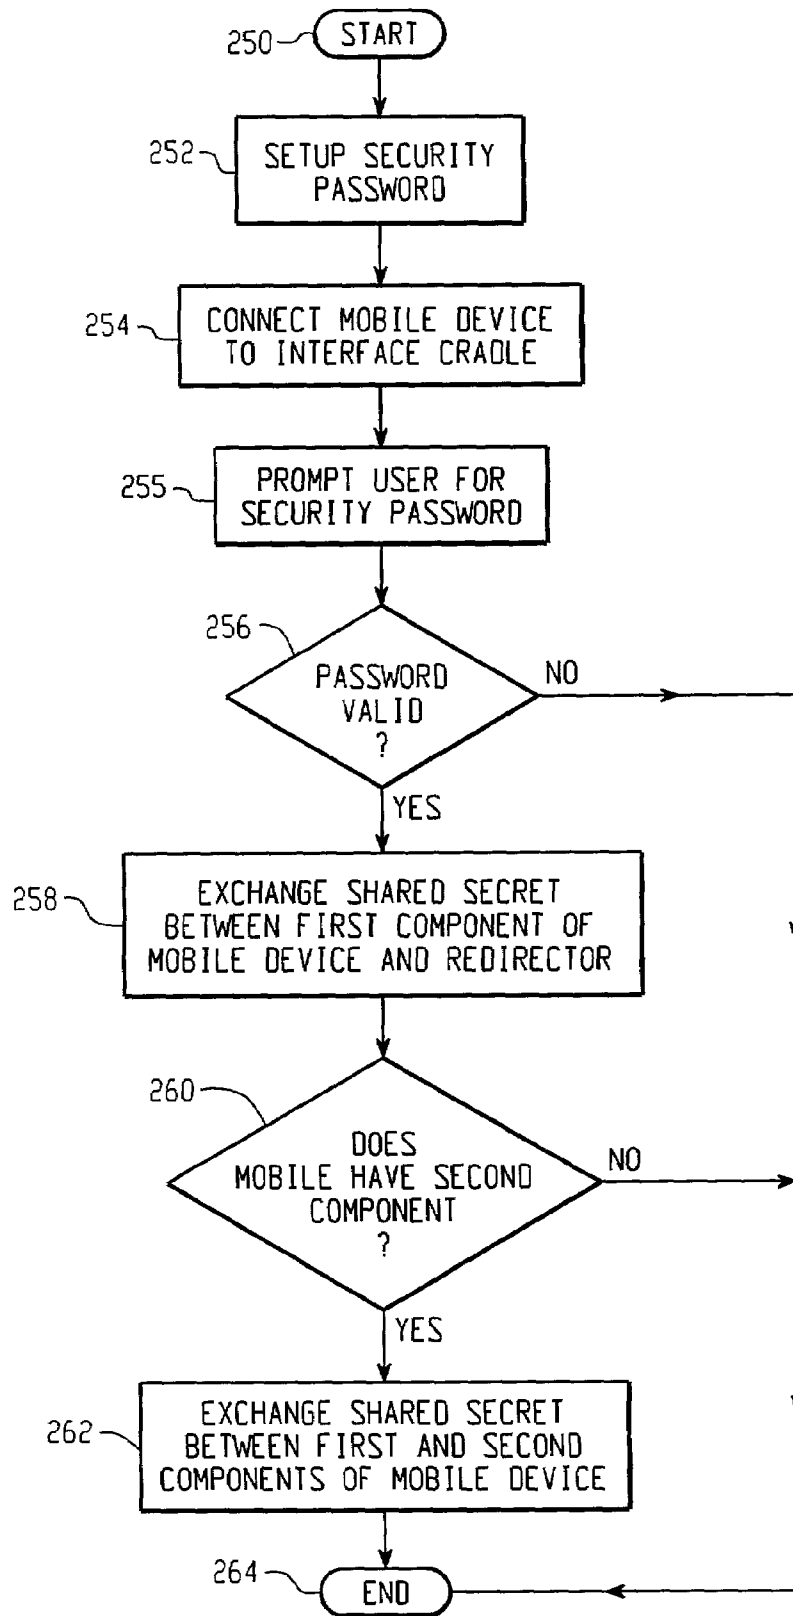 250
START
252
SETUP SECURITY
PASSWORD
254
CONNECT MOBILE DEVICE
TO INTERFACE CRADLE
255
PROMPT USER FOR
SECURITY PASSWORD
256
PASSWORD
VALID
?
NO
YES
258
EXCHANGE SHARED SECRET
BETWEEN FIRST COMPONENT OF
MOBILE DEVICE AND REDIRECTOR
260
DOES
MOBILE HAVE SECOND
COMPONENT
?
NO
YES
262
EXCHANGE SHARED SECRET
BETWEEN FIRST AND SECOND
COMPONENTS OF MOBILE DEVICE
264
END